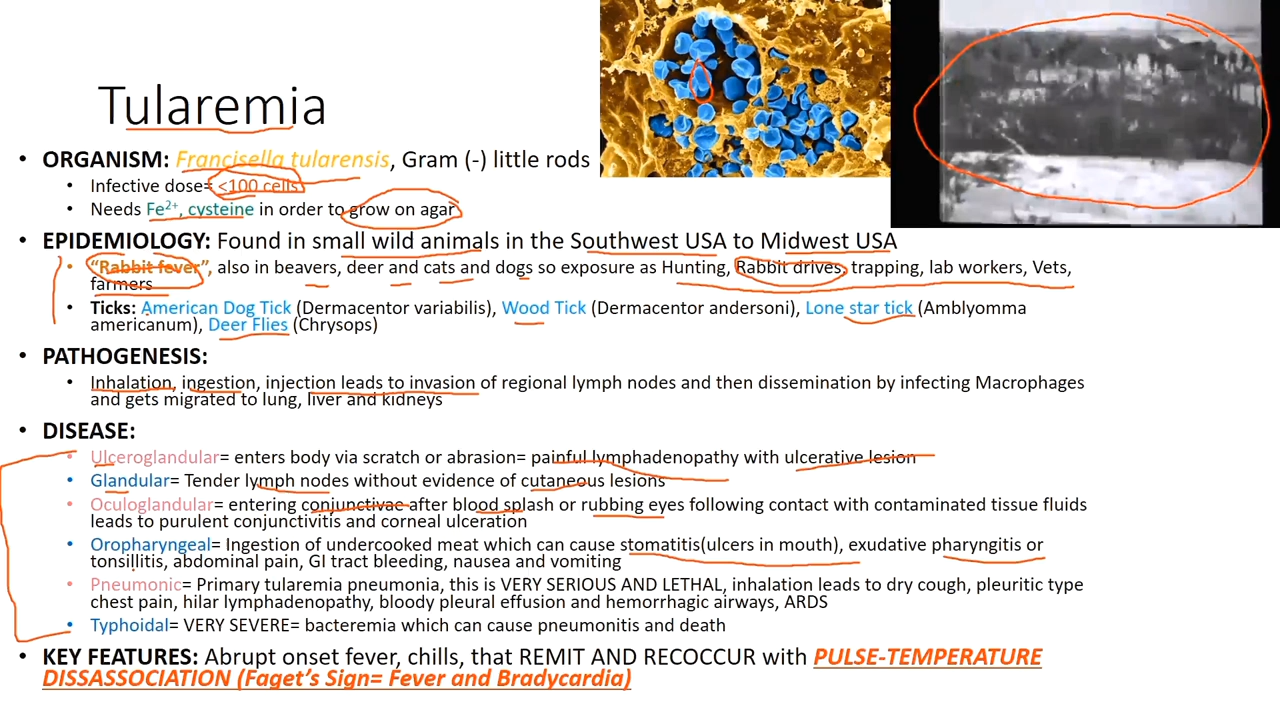 Tularemia
• ORGANISM: Francisella tularensis, Gram (-) little rods
• Infective dose= <100 cells
• Needs Fe²⁺, cysteine in order to grow on agar
• EPIDEMIOLOGY: Found in small wild animals in the Southwest USA to Midwest USA
• “Rabbit fever”, also in beavers, deer and cats and dogs so exposure as Hunting, Rabbit drives, trapping, lab workers, Vets,
farmers
• Ticks: American Dog Tick (Dermacentor variabilis), Wood Tick (Dermacentor andersoni), Lone star tick (Amblyomma
americanum), Deer Flies (Chrysops)
• PATHOGENESIS:
• Inhalation, ingestion, injection leads to invasion of regional lymph nodes and then dissemination by infecting Macrophages
and gets migrated to lung, liver and kidneys
• DISEASE:
• Ulceroglandular= enters body via scratch or abrasion= painful lymphadenopathy with ulcerative lesion
• Glandular= Tender lymph nodes without evidence of cutaneous lesions
• Oculoglandular= entering conjunctivae after blood splash or rubbing eyes following contact with contaminated tissue fluids
leads to purulent conjunctivitis and corneal ulceration
• Oropharyngeal= Ingestion of undercooked meat which can cause stomatitis(ulcers in mouth), exudative pharyngitis or
tonsillitis, abdominal pain, GI tract bleeding, nausea and vomiting
• Pneumonic= Primary tularemia pneumonia, this is VERY SERIOUS AND LETHAL, inhalation leads to dry cough, pleuritic type
chest pain, hilar lymphadenopathy, bloody pleural effusion and hemorrhagic airways, ARDS
• Typhoidal= VERY SEVERE= bacteremia which can cause pneumonitis and death
• KEY FEATURES: Abrupt onset fever, chills, that REMIT AND RECOCCUR with PULSE-TEMPERATURE
DISSASSOCIATION (Faget’s Sign= Fever and Bradycardia)